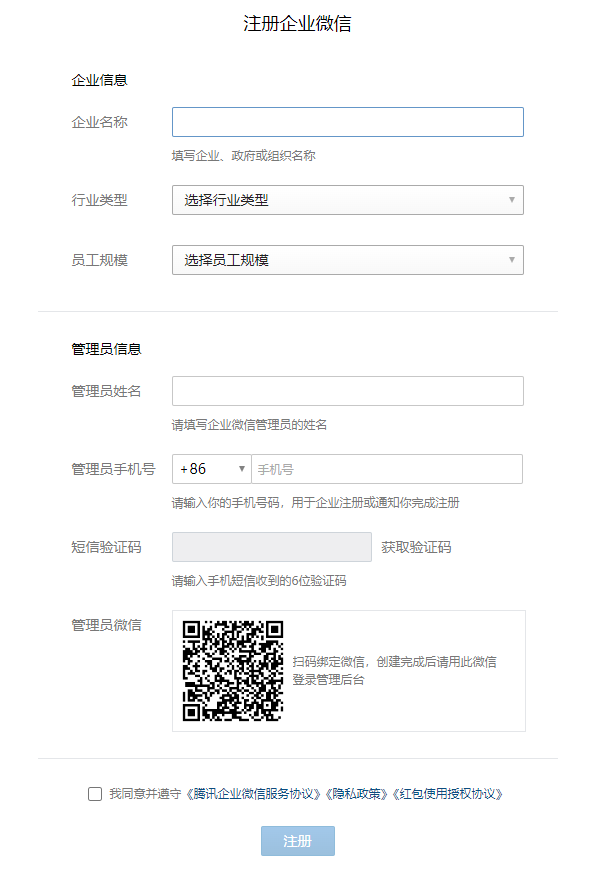 注册企业微信
企业信息
企业名称
填写企业、政府或组织名称
行业类型 选择行业类型
员工规模 选择员工规模
管理员信息
管理员姓名
请填写企业微信管理员的姓名
管理员手机号 +86 手机号
请输入你的手机号码，用于企业注册或通知你完成注册
短信验证码 获取验证码
请输入手机短信收到的6位验证码
管理员微信
扫码绑定微信，创建完成后请用此微信
登录管理后台
我同意并遵守《腾讯企业微信服务协议》《隐私政策》《红包使用授权协议》
注册